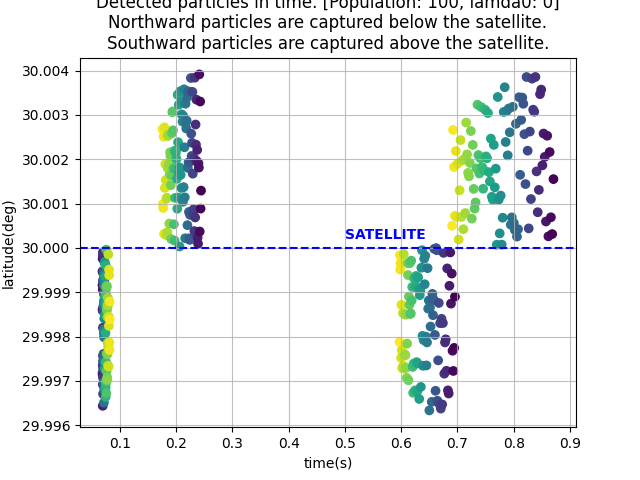 Detected particles in time. [Population: 100, lamda0: 0]
Northward particles are captured below the satellite.
Southward particles are captured above the satellite.
30.004
30.003
30.002
30.001
30.000
29.999
29.998
29.997
29.996
latitude(deg)
SATELLITE
0.1 0.2 0.3 0.4 0.5 0.6 0.7 0.8 0.9
time(s)